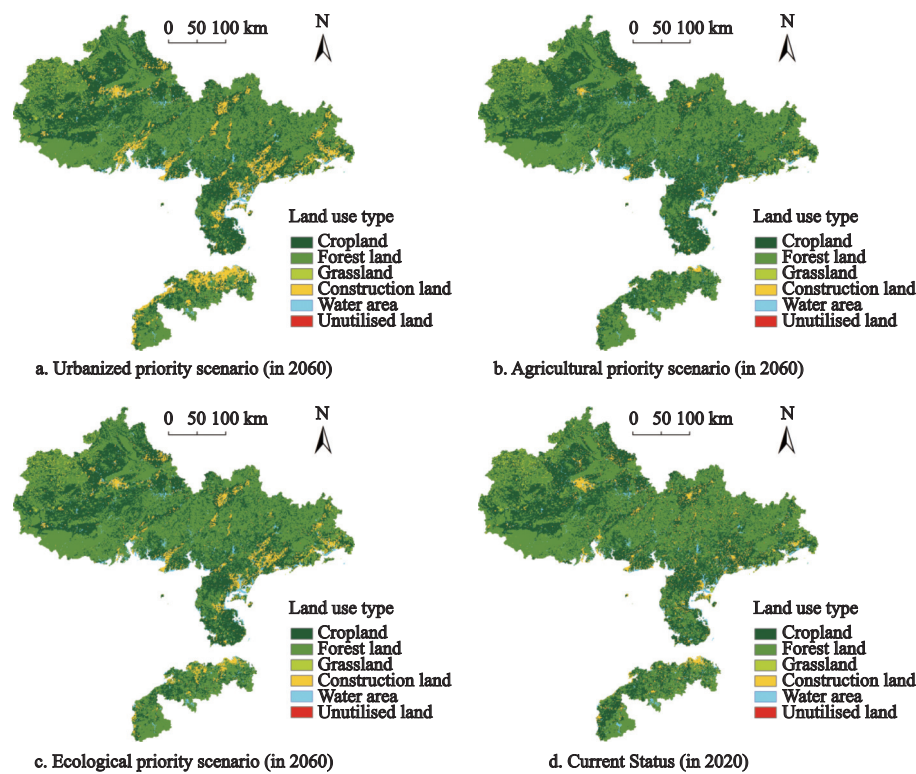 N
0 50 100 km
Land use type
Cropland
Forest land
Grassland
Construction land
Water area
Unutilised land
a. Urbanized priority scenario (in 2060)
N
0 50 100 km
Land use type
Cropland
Forest land
Grassland
Construction land
Water area
Unutilised land
b. Agricultural priority scenario (in 2060)
N
0 50 100 km
Land use type
Cropland
Forest land
Grassland
Construction land
Water area
Unutilised land
c. Ecological priority scenario (in 2060)
N
0 50 100 km
Land use type
Cropland
Forest land
Grassland
Construction land
Water area
Unutilised land
d. Current Status (in 2020)